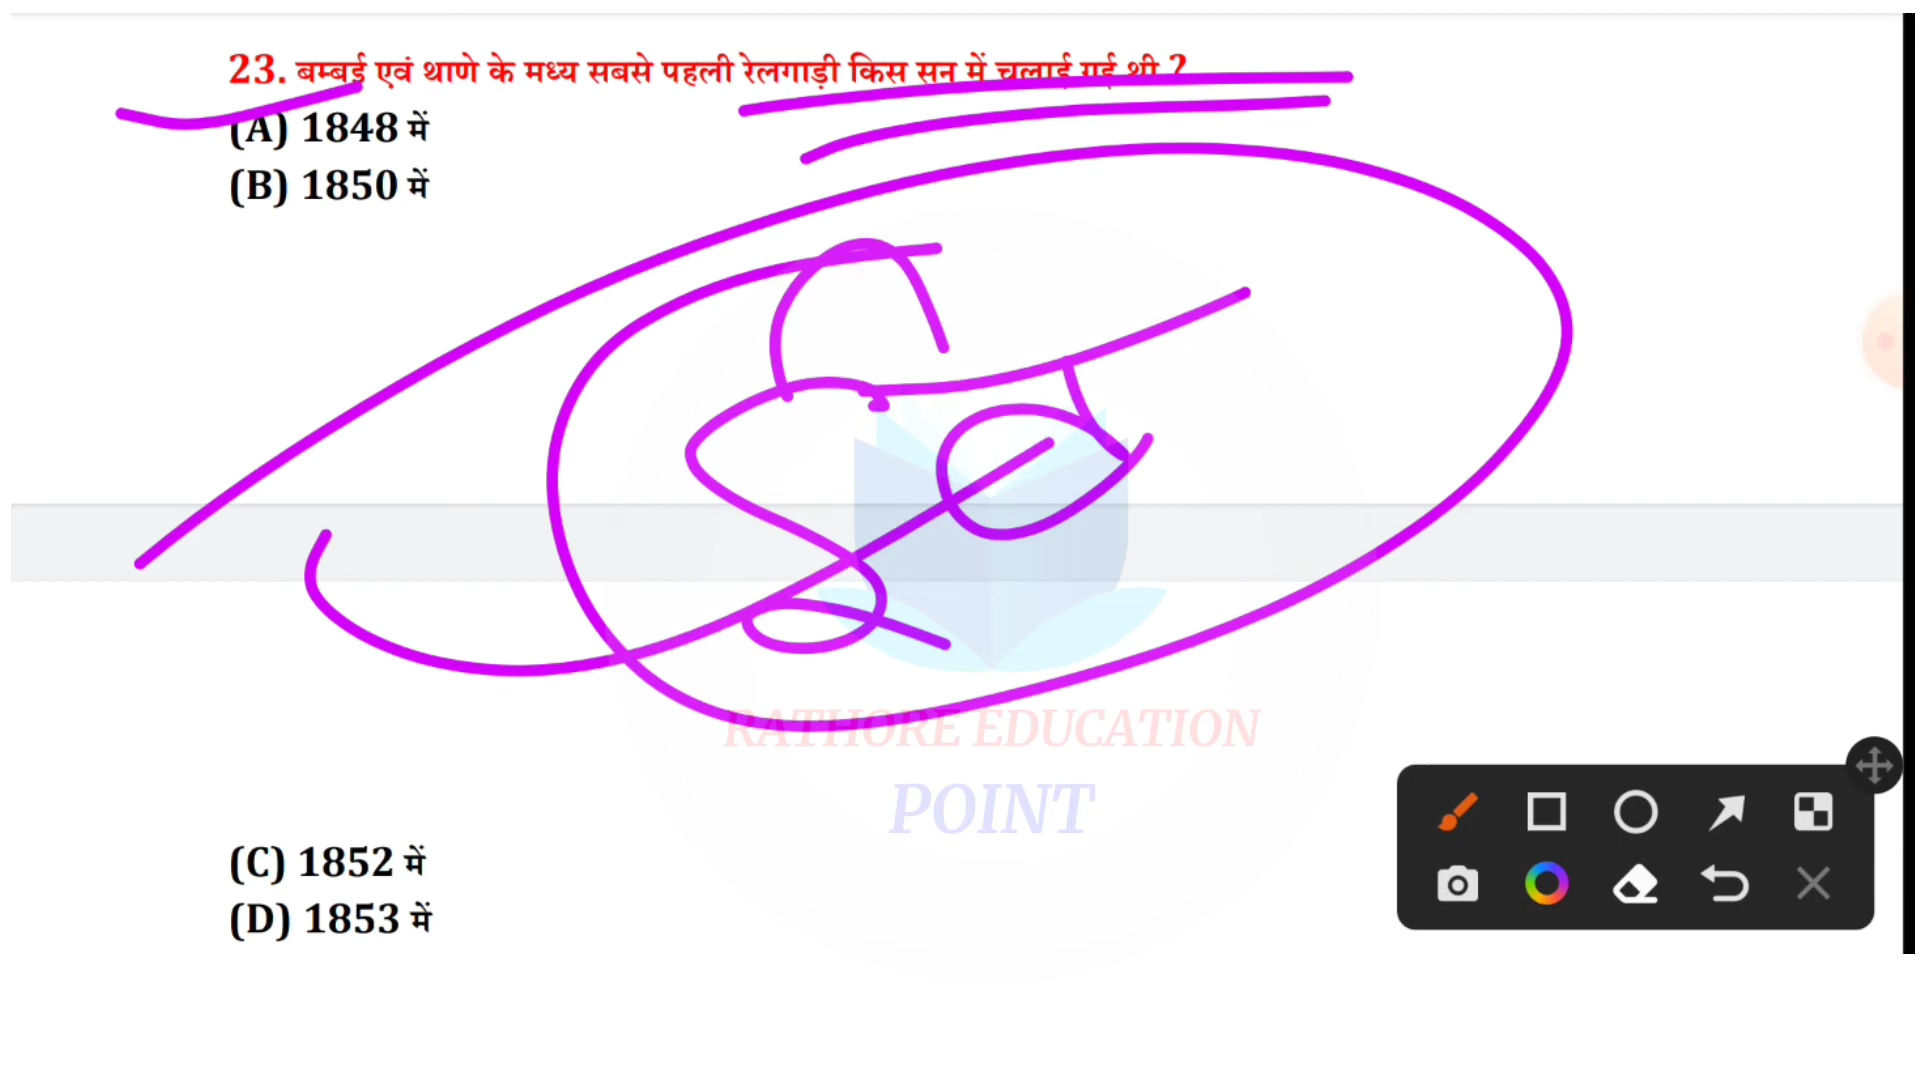 23. बम्बई एवं थाणे के मध्य सबसे पहली रेलगाड़ी किस सन में चलाई गई थी ?
(A) 1848 में
(B) 1850 में
RATHORE EDUCATION
POINT
(C) 1852 में
(D) 1853 में